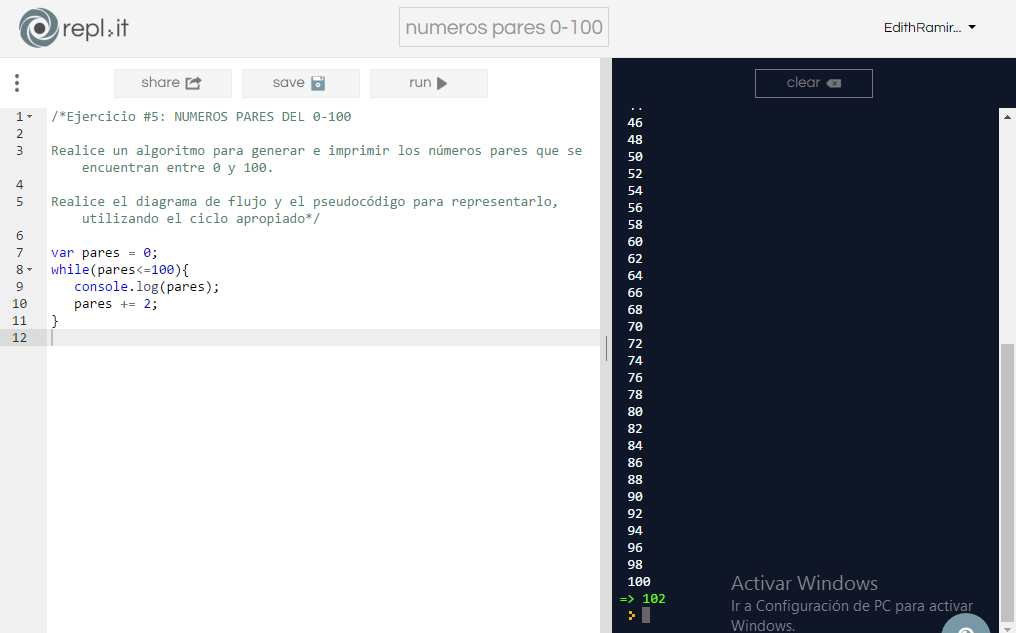 repl.it
numeros pares 0-100
EdithRamir...
share
save
run
clear
1 /*Ejercicio #5: NUMEROS PARES DEL 0-100
2
3 Realice un algoritmo para generar e imprimir los números pares que se
encuentran entre 0 y 100.
4
5 Realice el diagrama de flujo y el pseudocódigo para representarlo,
utilizando el ciclo apropiado*/
6
7 var pares = 0;
8 while(pares<=100){
9 console.log(pares);
10 pares += 2;
11 }
12
46
48
50
52
54
56
58
60
62
64
66
68
70
72
74
76
78
80
82
84
86
88
90
92
94
96
98
100
=> 102
Activar Windows
Ir a Configuración de PC para activar
Windows.